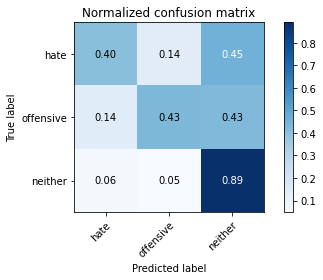 Normalized confusion matrix
True label
hate
0.40 0.14 0.45
offensive
0.14 0.43 0.43
neither
0.06 0.05 0.89
hate
offensive
neither
Predicted label
0.8
0.7
0.6
0.5
0.4
0.3
0.2
0.1